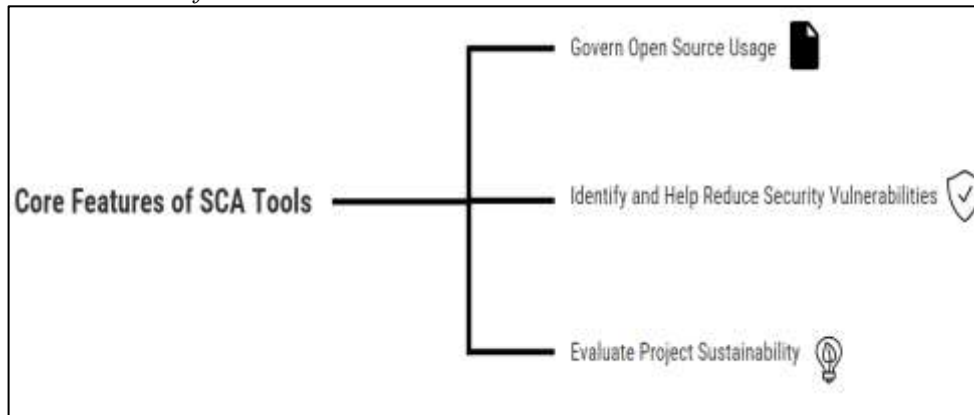 Govern Open Source Usage
Core Features of SCA Tools
Identify and Help Reduce Security Vulnerabilities
Evaluate Project Sustainability